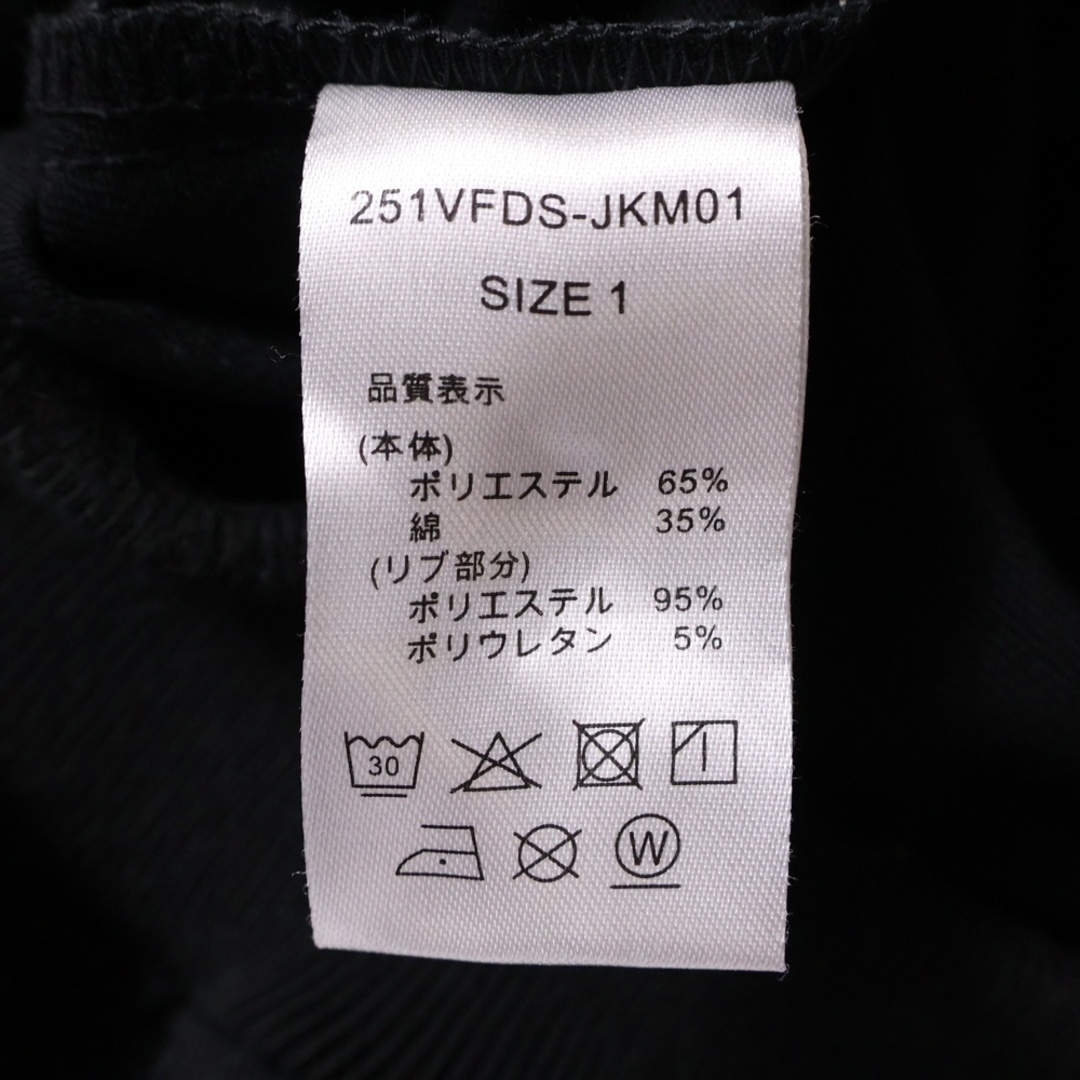 251VFDS-JKM01
SIZE 1
品質表示
(本体)
ポリエステル 65%
綿 35%
(リブ部分)
ポリエステル 95%
ポリウレタン 5%
30
W